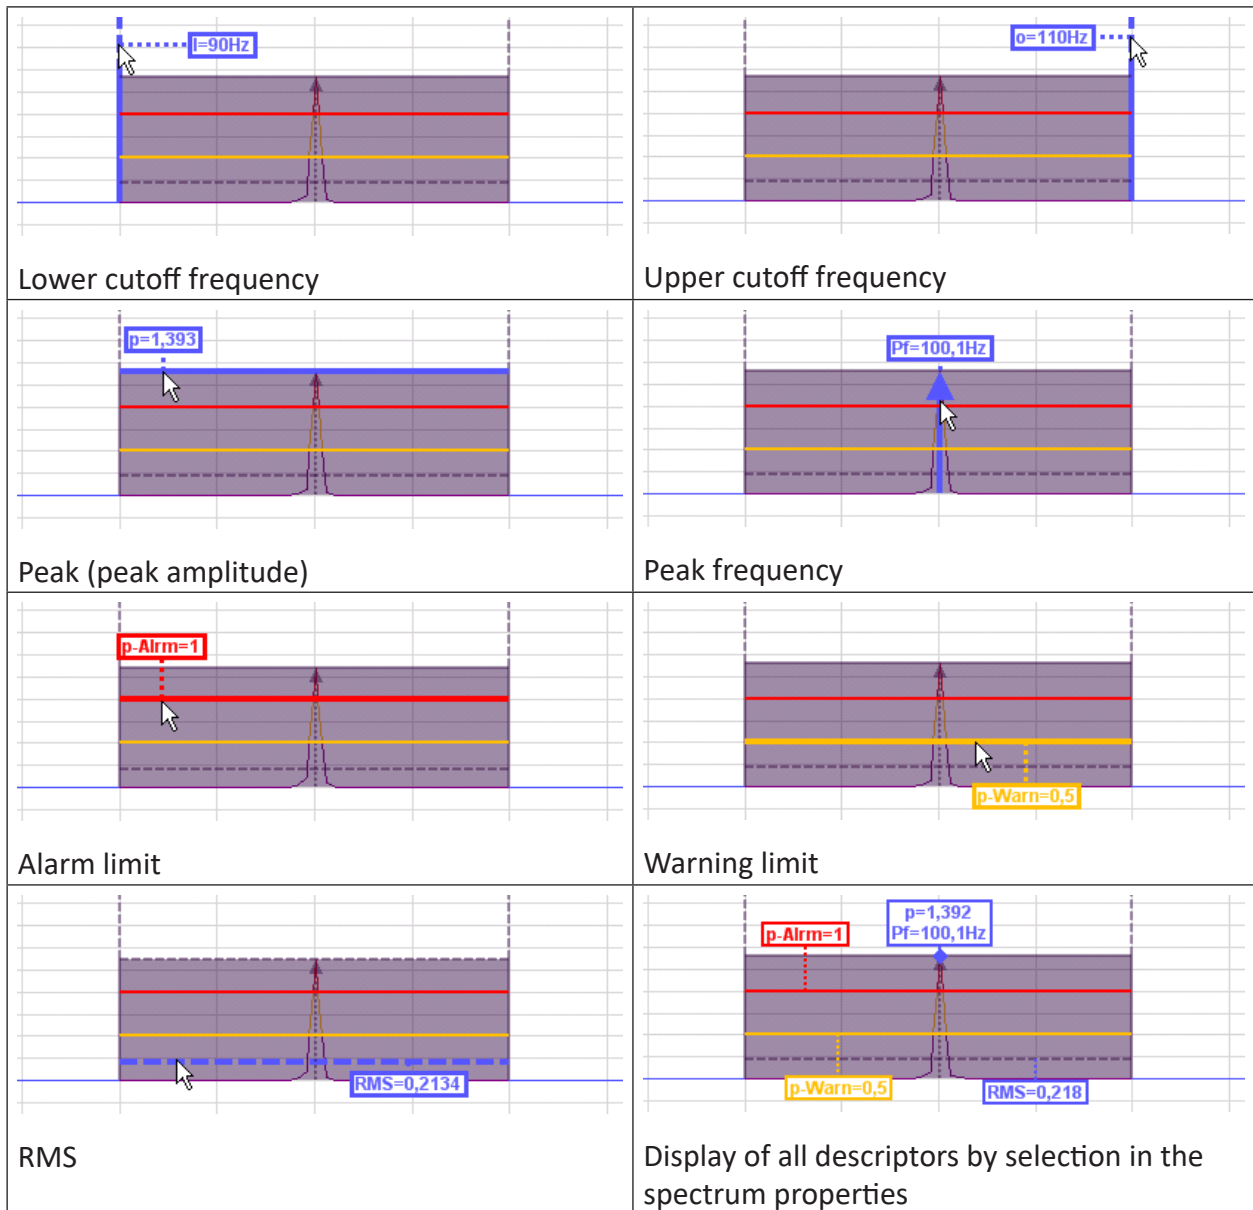 l=90Hz
Lower cutoff frequency
o=110Hz
Upper cutoff frequency
p=1,393
Peak (peak amplitude)
Pf=100,1Hz
Peak frequency
p-Alrm=1
Alarm limit
p-Warn=0,5
Warning limit
RMS=0,2134
RMS
p=1,392
Pf=100,1Hz
p-Alrm=1
p-Warn=0,5
RMS=0,218
Display of all descriptors by selection in the
spectrum properties